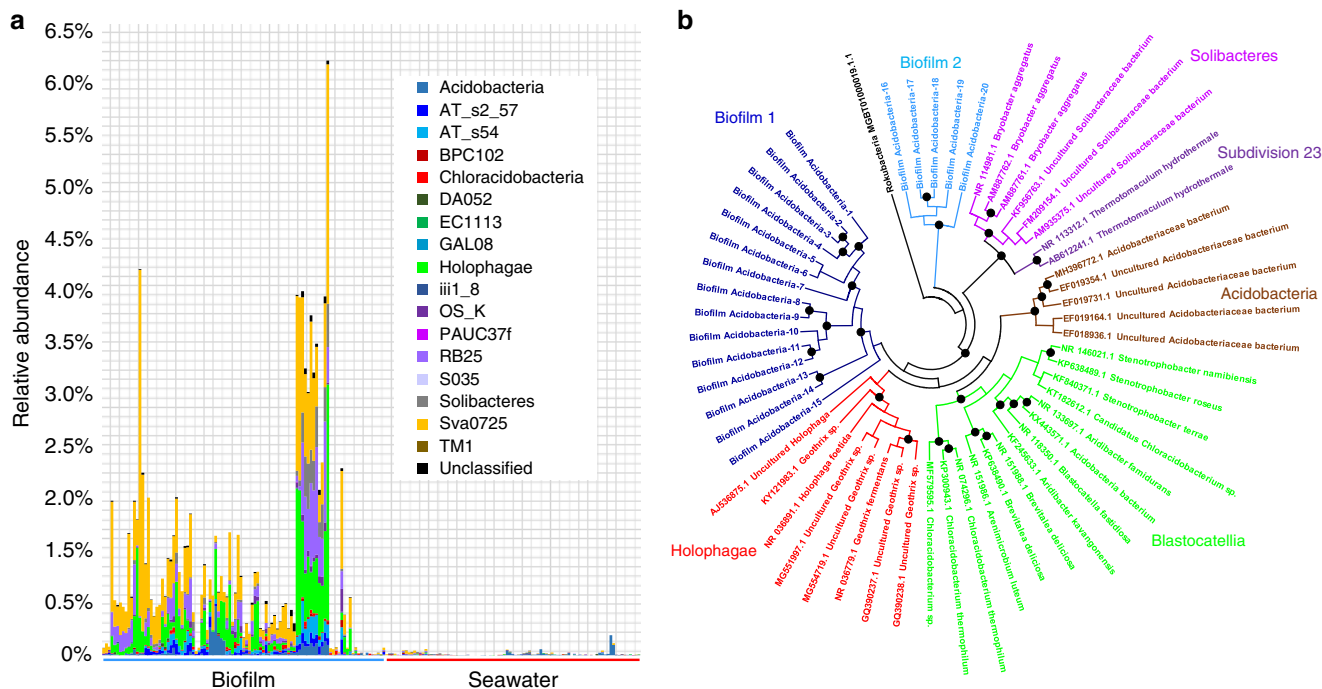 a
Relative abundance
6.5%
6.0%
5.5%
5.0%
4.5%
4.0%
3.5%
3.0%
2.5%
2.0%
1.5%
0.5%
0%
Acidobacteria
AT_s2_57
AT_s54
BPC102
Chloracidobacteria
DA052
EC1113
GAL08
Holophagae
iii1_8
OS_K
PAUC37f
RB25
S035
Solibacteres
Sva0725
TM1
Unclassified
Biofilm
Seawater
b
Biofilm 1
Biofilm Acidobacteria-1
Biofilm Acidobacteria-2
Biofilm Acidobacteria-3
Biofilm Acidobacteria-4
Biofilm Acidobacteria-5
Biofilm Acidobacteria-6
Biofilm Acidobacteria-7
Biofilm Acidobacteria-8
Biofilm Acidobacteria-9
Biofilm Acidobacteria-10
Biofilm Acidobacteria-11
Biofilm Acidobacteria-12
Biofilm Acidobacteria-13
Biofilm Acidobacteria-14
Biofilm Acidobacteria-15
Rokubacteria MGBT01000019.1.1
Biofilm 2
Biofilm Acidobacteria-16
Biofilm Acidobacteria-17
Biofilm Acidobacteria-18
Biofilm Acidobacteria-19
Biofilm Acidobacteria-20
Solibacteres
NR 114981.1 Bryobacter aggregatus
AM887762.1 Bryobacter aggregatus
AM887761.1 Bryobacter aggregatus
KF956763.1 Uncultured Solibacteraceae bacterium
FM209154.1 Uncultured Solibacteraceae bacterium
AM935375.1 Uncultured Solibacteraceae bacterium
Subdivision 23
NR 113312.1 Thermotomaculum hydrothermale
AB612241.1 Thermotomaculum hydrothermale
Acidobacteria
MH396772.1 Acidobacteriaceae bacterium
EF019354.1 Uncultured Acidobacteriaceae bacterium
EF019731.1 Uncultured Acidobacteriaceae bacterium
EF019164.1 Uncultured Acidobacteriaceae bacterium
EF018936.1 Uncultured Acidobacteriaceae bacterium
NR 146021.1 Stenotrophobacter namibiensis
KP638489.1 Stenotrophobacter roseus
KF840371.1 Stenotrophobacter terrae
KT182612.1 Candidatus Chloracidobacterium sp.
NR 133697.1 Aridibacter famidurans
KX443571.1 Acidobacteria bacterium
NR 118350.1 Blastocatella fastidiosa
KF245633.1 Aridibacter kavangonensis
NR 151988.1 Brevitalea deliciosa
KP638496.1 Brevitalea deliciosa
NR 151986.1 Arenimicrobium luteum
NR 074296.1 Chloracidobacterium thermophilum
KP300943.1 Chloracidobacterium thermophilum
MF579595.1 Chloracidobacterium sp.
Blastocatellia
AJ536875.1 Uncultured Holophaga
KY121983.1 Geothrix sp.
NR 036891.1 Holophaga foetida
MG551997.1 Uncultured Geothrix sp.
MG554719.1 Uncultured Geothrix sp.
NR 036779.1 Geothrix fermentans
GQ390237.1 Uncultured Geothrix sp.
GQ390238.1 Uncultured Geothrix sp.
Holophagae